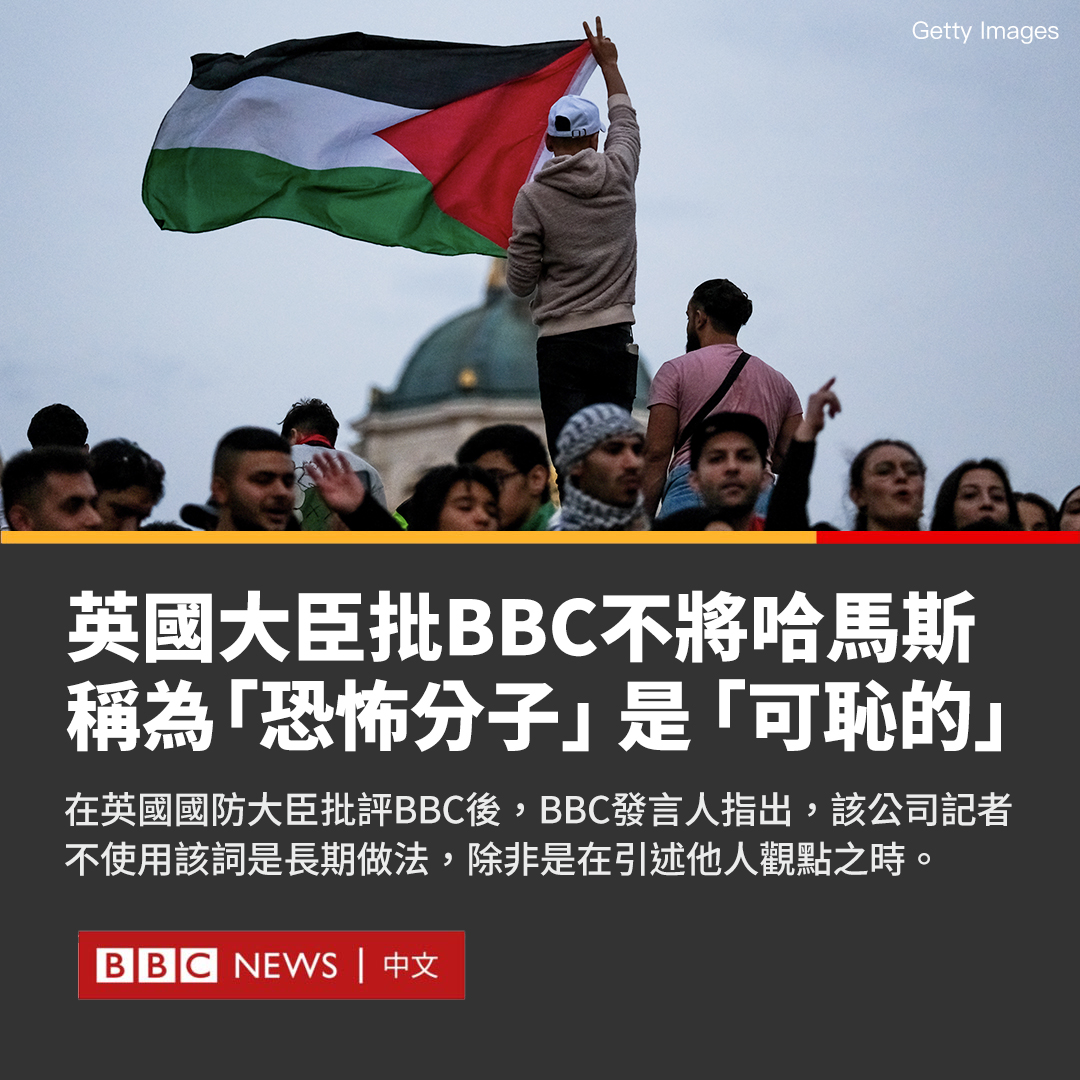 Getty Images
英國大臣批BBC不將哈馬斯
稱為「恐怖分子」是「可恥的」
在英國國防大臣批評BBC後，BBC發言人指出，該公司記者
不使用該詞是長期做法，除非是在引述他人觀點之時。
BBC NEWS | 中文